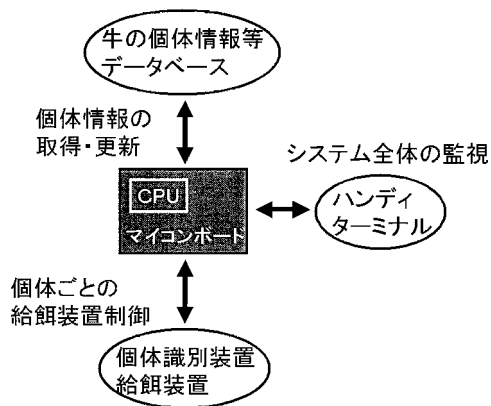 牛の個体情報等
データベース
個体情報の
取得・更新
システム全体の監視
CPU
マイコンボード
ハンディ
ターミナル
個体ごとの
給餌装置制御
個体識別装置
給餌装置